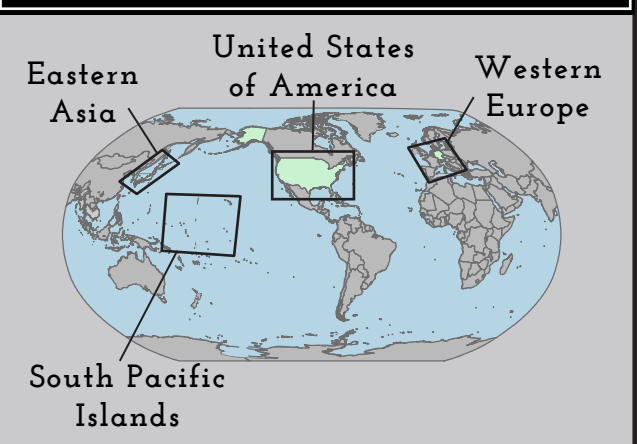 United States
of America
Eastern
Asia
Western
Europe
South Pacific
Islands